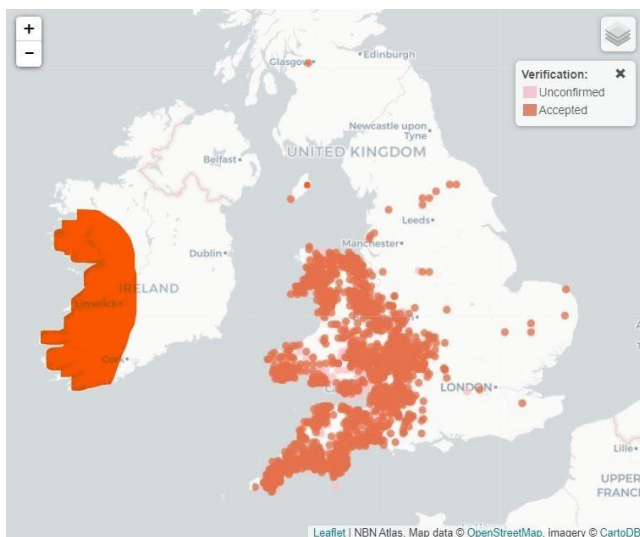 +
−
Verification: ✖
Unconfirmed
Accepted
Glasgow
Edinburgh
Newcastle upon
Tyne
UNITED KINGDOM
Belfast
Leeds
Dublin
Manchester
IRELAND
Limerick
Cork
LONDON
Lille
UPPER
FRANC
Leaflet | NBN Atlas, Map data © OpenStreetMap, imagery © CartoDB